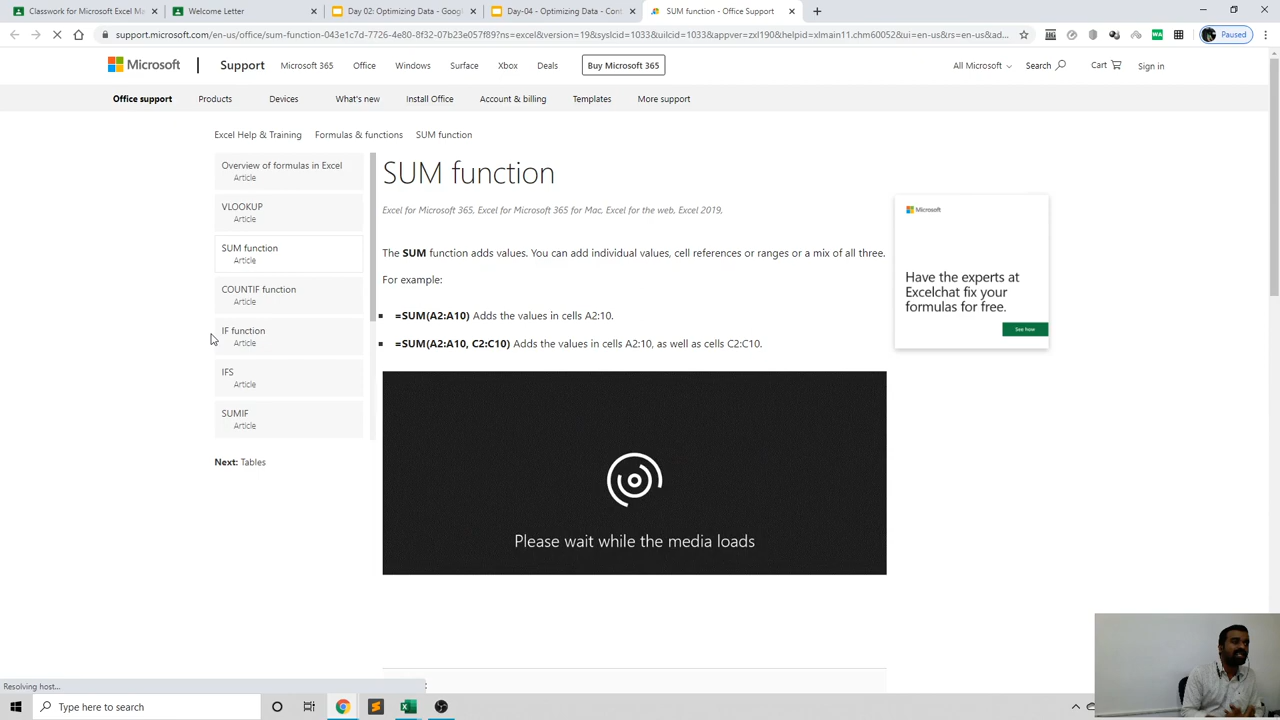 Classwork for Microsoft Excel Ma
Welcome Letter
Day 02: Optimizing Data - Googl
Day-04 - Optimizing Data - Cont
SUM function - Office Support
support.microsoft.com/en-us/office/sum-function-043e1c7d-7726-4e80-8f32-07b23e057f89?ns=excel&version=19&syslcid=1033&uilcid=1033&appver=zxl190&helpid=xlmain11.chm60052&ui=en-us&rs=en-us&ad...
Paused
Microsoft
Support
Microsoft 365
Office
Windows
Surface
Xbox
Deals
Buy Microsoft 365
All Microsoft
Search
Cart
Sign in
Office support
Products
Devices
What's new
Install Office
Account & billing
Templates
More support
Excel Help & Training
Formulas & functions
SUM function
Overview of formulas in Excel
Article
VLOOKUP
Article
SUM function
Article
COUNTIF function
Article
IF function
Article
IFS
Article
SUMIF
Article
Next: Tables
SUM function
Excel for Microsoft 365, Excel for Microsoft 365 for Mac, Excel for the web, Excel 2019,
The SUM function adds values. You can add individual values, cell references or ranges or a mix of all three.
For example:
=SUM(A2:A10) Adds the values in cells A2:10.
=SUM(A2:A10, C2:C10) Adds the values in cells A2:10, as well as cells C2:C10.
Please wait while the media loads
Microsoft
Have the experts at
Excelchat fix your
formulas for free.
See How
Resolving host...
Type here to search